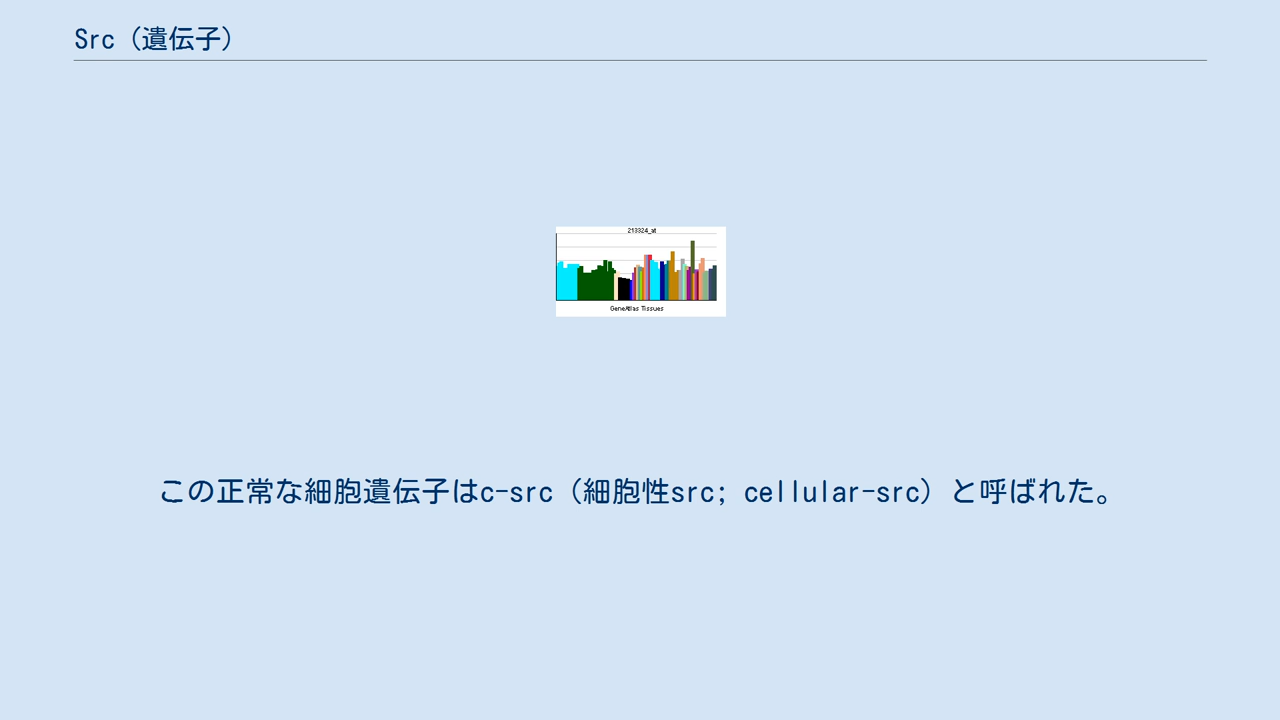 Src（遺伝子）
213324_at
GeneAtlas Tissues
この正常な細胞遺伝子はc-src（細胞性src; cellular-src）と呼ばれた。